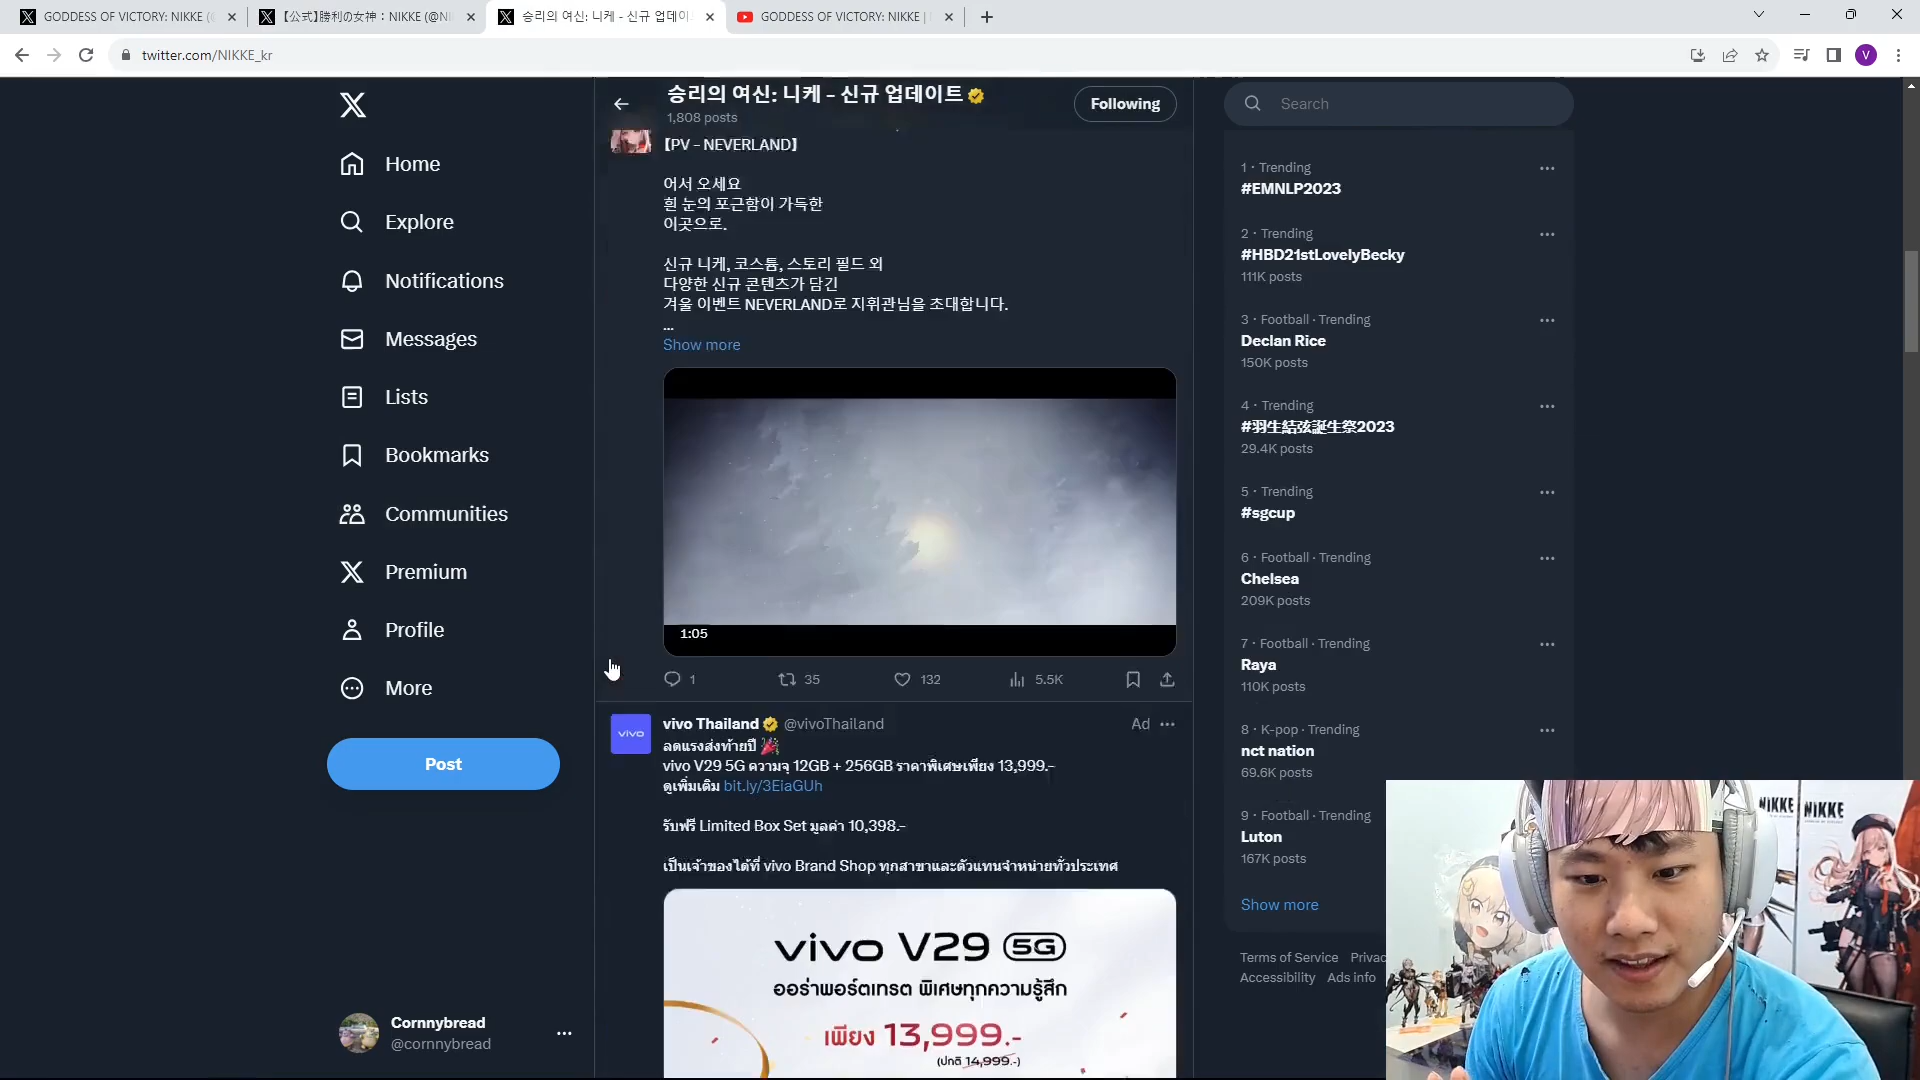 GODDESS OF VICTORY: NIKKE (
【公式】勝利の女神：NIKKE (@NI
승리의 여신: 니케 - 신규 업데이
GODDESS OF VICTORY: NIKKE |
twitter.com/NIKKE_kr
V
승리의 여신: 니케 – 신규 업데이트
1,808 posts
Following
Search
Home
Explore
Notifications
Messages
Lists
Bookmarks
Communities
Premium
Profile
More
Post
Cornnybread
@cornnybread
【PV – NEVERLAND】
어서 오세요
흰 눈의 포근함이 가득한
이곳으로.
신규 니케, 코스튬, 스토리 필드 외
다양한 신규 콘텐츠가 담긴
겨울 이벤트 NEVERLAND로 지휘관님을 초대합니다.
...
Show more
1:05
1
35
132
5.5K
vivo
vivo Thailand @vivoThailand
Ad
ลดแรงส่งท้ายปี
vivo V29 5G ความจุ 12GB + 256GB ราคาพิเศษเพียง 13,999.-
ดูเพิ่มเติม bit.ly/3EiaGUh
รับฟรี Limited Box Set มูลค่า 10,398.-
เป็นเจ้าของได้ที่ vivo Brand Shop ทุกสาขาและตัวแทนจำหน่ายทั่วประเทศ
vivo V29 5G
ออร่าพอร์ตเทรต พิเศษทุกความรู้สึก
เพียง 13,999.-
(ปกติ 14,999.-)
1 · Trending
#EMNLP2023
2 · Trending
#HBD21stLovelyBecky
111K posts
3 · Football · Trending
Declan Rice
150K posts
4 · Trending
#羽生結弦誕生祭2023
29.4K posts
5 · Trending
#sgcup
6 · Football · Trending
Chelsea
209K posts
7 · Football · Trending
Raya
110K posts
8 · K-pop · Trending
nct nation
69.6K posts
9 · Football · Trending
Luton
167K posts
Show more
Terms of Service Privac
Accessibility Ads info
NIKKE
NIKKE